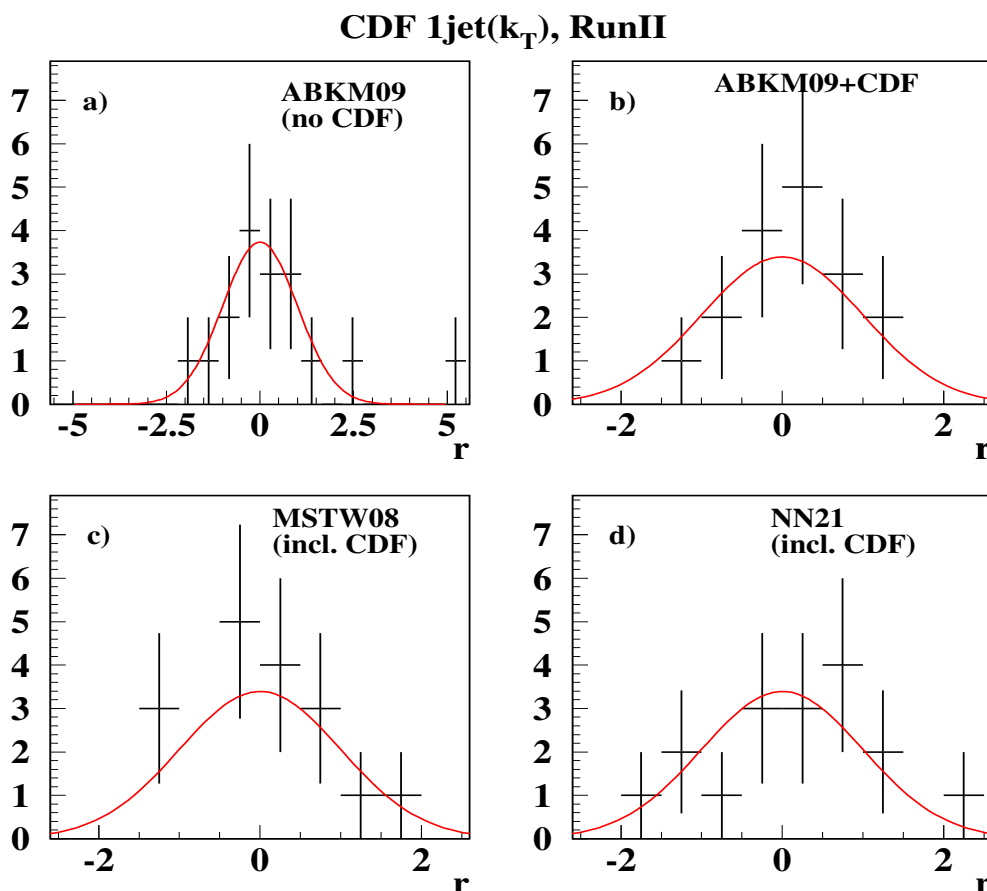 CDF 1jet(k_T), RunII
a)
ABKM09
(no CDF)
7
6
5
4
3
2
1
0
-5 -2.5 0 2.5 5
r
b)
ABKM09+CDF
7
6
5
4
3
2
1
0
-2 0 2
r
c)
MSTW08
(incl. CDF)
7
6
5
4
3
2
1
0
-2 0 2
r
d)
NN21
(incl. CDF)
7
6
5
4
3
2
1
0
-2 0 2
r